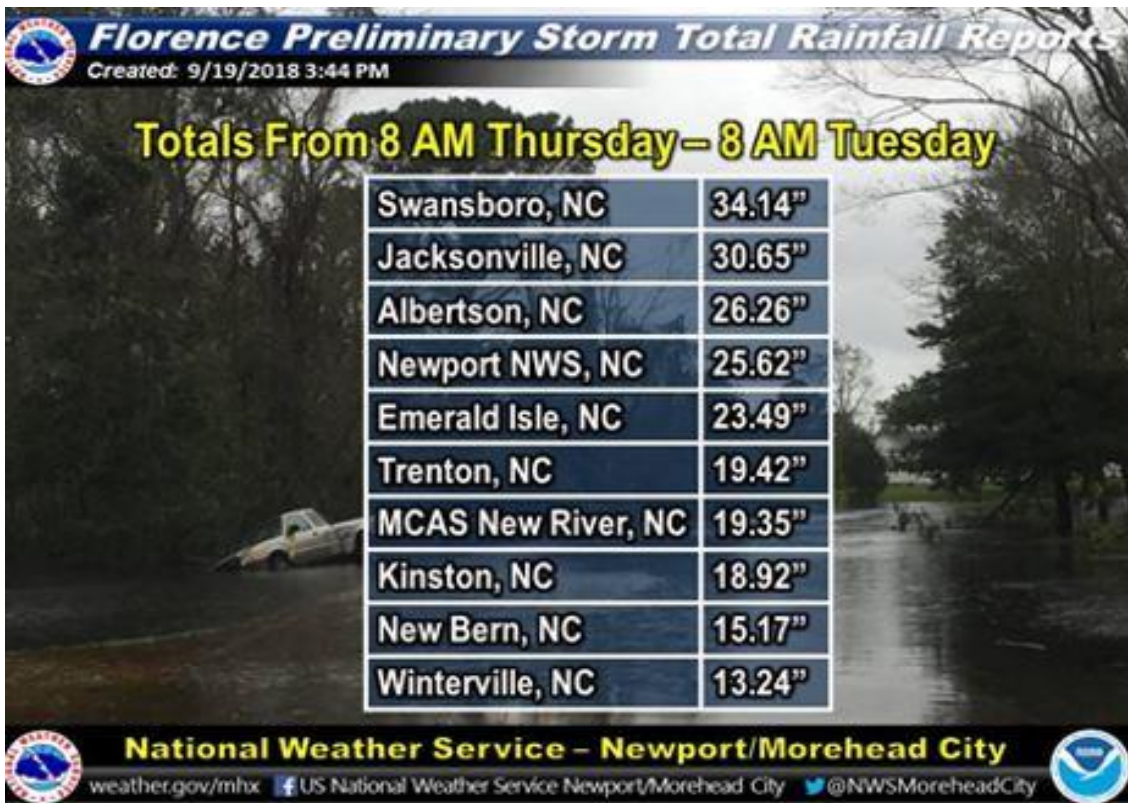 Florence Preliminary Storm Total Rainfall Reports
Created: 9/19/2018 3:44 PM
Totals From 8 AM Thursday – 8 AM Tuesday
Swansboro, NC 34.14”
Jacksonville, NC 30.65”
Albertson, NC 26.26”
Newport NWS, NC 25.62”
Emerald Isle, NC 23.49”
Trenton, NC 19.42”
MCAS New River, NC 19.35”
Kinston, NC 18.92”
New Bern, NC 15.17”
Winterville, NC 13.24”
National Weather Service – Newport/Morehead City
weather.gov/mhx US National Weather Service Newport/Morehead City @NWSMoreheadCity